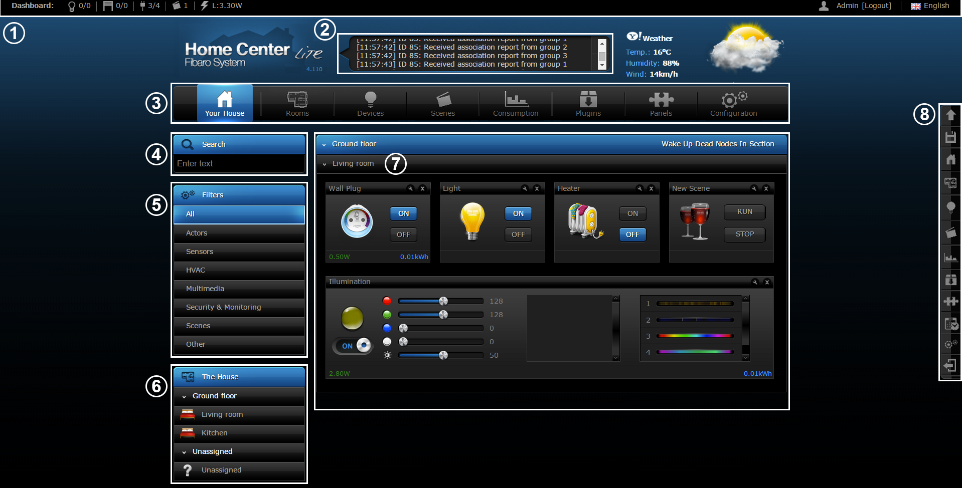 Dashboard: 0/0 0/0 3/4 1 L:3.30W Admin [Logout] English
1
2
Home Center Lite
Fibaro System
4.110
[11:57:42] ID 85: Received association report from group 1
[11:57:42] ID 85: Received association report from group 2
[11:57:42] ID 85: Received association report from group 3
[11:57:43] ID 85: Received association report from group 1
Y! Weather
Temp.: 16°C
Humidity: 88%
Wind: 14km/h
3
Your House Rooms Devices Scenes Consumption Plugins Panels Configuration
4
Search
Enter text
5
Filters
All
Actors
Sensors
HVAC
Multimedia
Security & Monitoring
Scenes
Other
6
The House
Ground floor
Living room
Kitchen
Unassigned
Unassigned
Ground floor Wake Up Dead Nodes In Section
Living room
7
Wall Plug x
ON
OFF
0.50W 0.01kWh
Light x
ON
OFF
Heater x
ON
OFF
New Scene x
RUN
STOP
Illumination x
ON
128
128
0
0
50
1
2
3
4
2.80W 0.01kWh
8